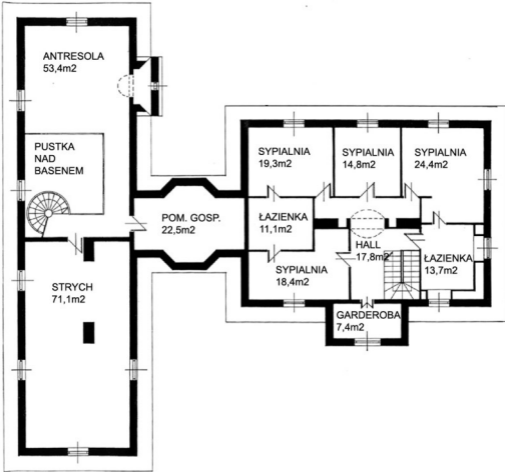 ANTRESOLA
53,4m2
PUSTKA
NAD
BASENEM
POM. GOSP.
22,5m2
STRYCH
71,1m2
SYPIALNIA
19,3m2
SYPIALNIA
14,8m2
SYPIALNIA
24,4m2
ŁAZIENKA
11,1m2
HALL
17,8m2
SYPIALNIA
18,4m2
ŁAZIENKA
13,7m2
GARDEROBA
7,4m2